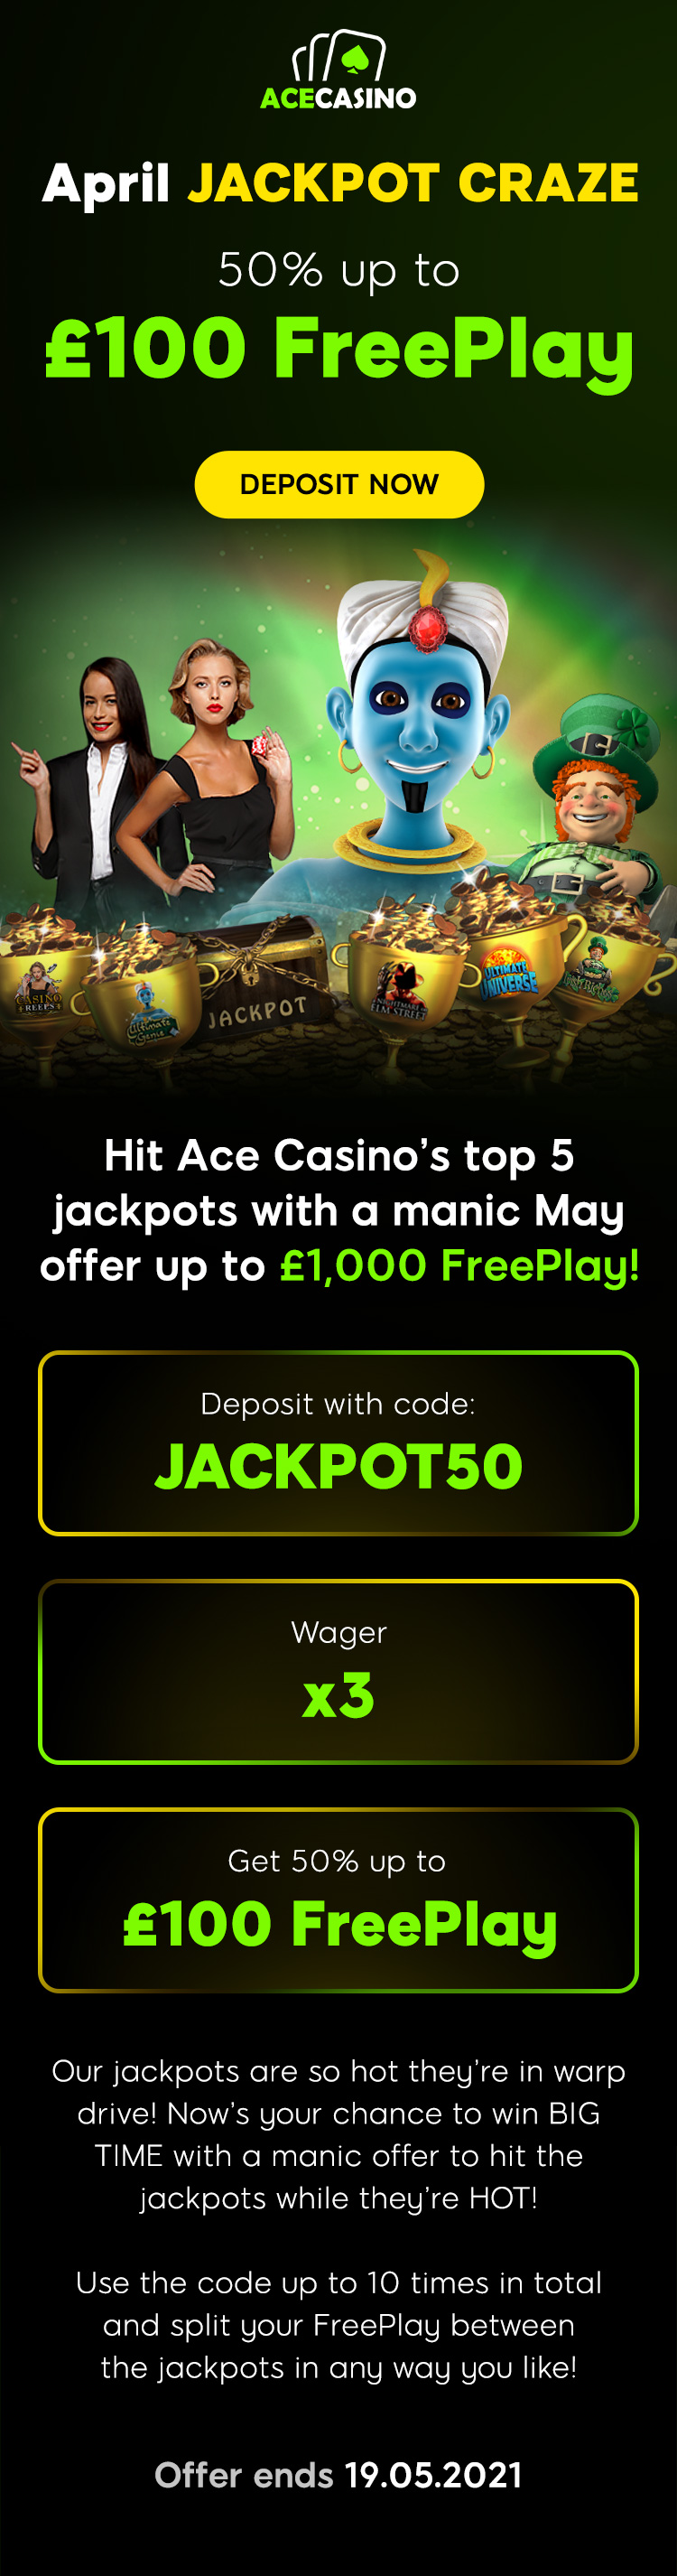 ACECASINO
April JACKPOT CRAZE
50% up to
£100 FreePlay
DEPOSIT NOW
CASINO
REELS
Ultimate
Genie
JACKPOT
NIGHTMARE
ELM STREET
ULTIMATE
UNIVERSE
Hit Ace Casino's top 5
jackpots with a manic May
offer up to £1,000 FreePlay!
Deposit with code:
JACKPOT50
Wager
x3
Get 50% up to
£100 FreePlay
Our jackpots are so hot they're in warp
drive! Now's your chance to win BIG
TIME with a manic offer to hit the
jackpots while they're HOT!
Use the code up to 10 times in total
and split your FreePlay between
the jackpots in any way you like!
Offer ends 19.05.2021